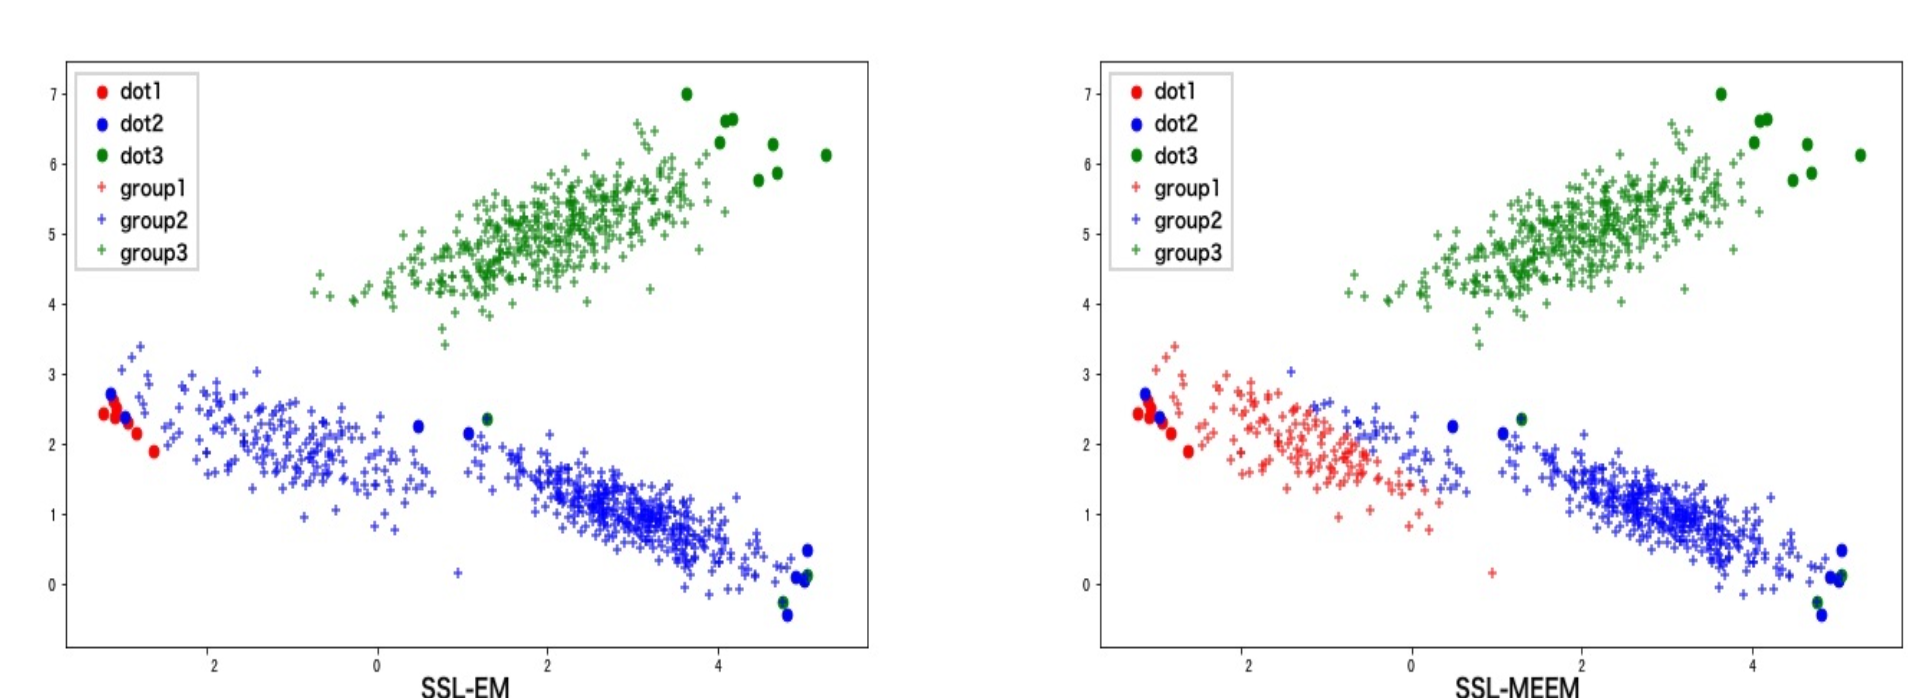 7
6
5
4
3
2
1
0
dot1
dot2
dot3
group1
group2
group3
2 0 2 4
SSL-EM
7
6
5
4
3
2
1
0
dot1
dot2
dot3
group1
group2
group3
2 0 2 4
SSL-MEEM